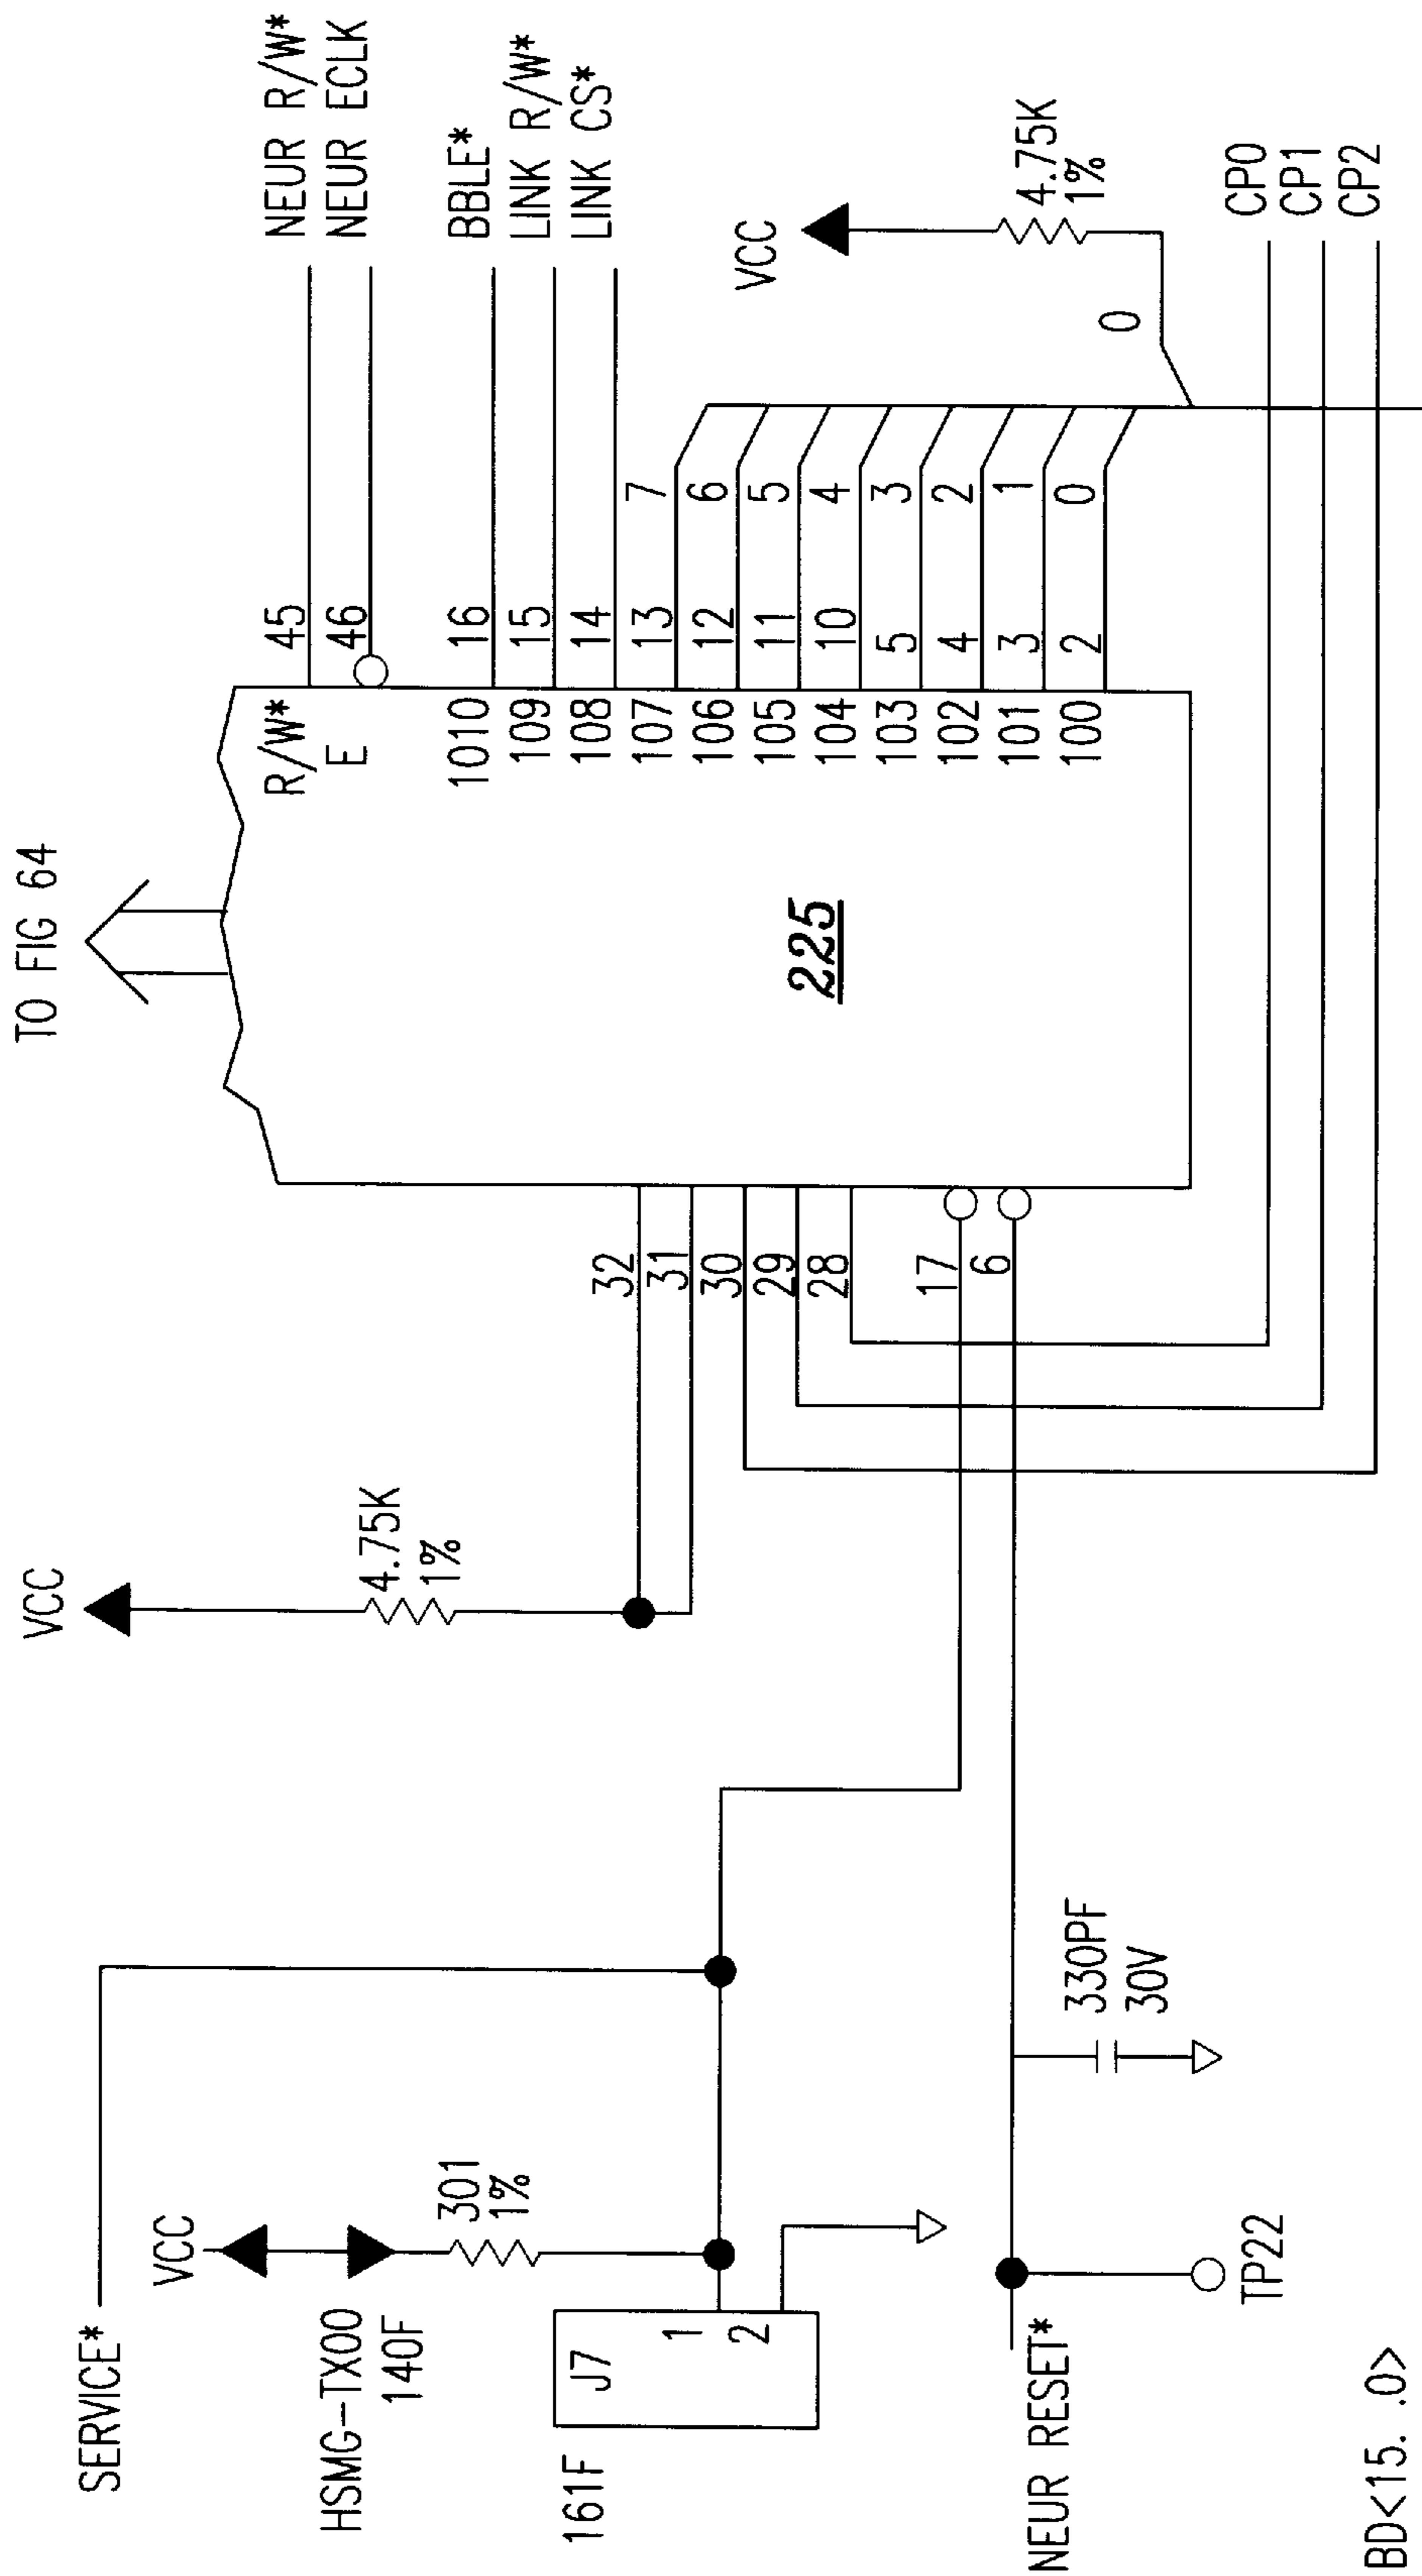 TO FIG 64
NEUR R/W*
NEUR ECLK
BBLE*
LINK R/W*
LINK CS*
45
46
16
15
14
13
12
11
10
5
4
3
2
7
6
5
4
3
2
1
0
R/W*
E
1010
109
108
107
106
105
104
103
102
101
100
VCC
4.75K
1%
0
CP0
CP1
CP2
225
32
31
30
29
28
17
6
VCC
4.75K
1%
SERVICE*
VCC
HSMG-TX00
140F
301
1%
161F
J7
1
2
NEUR RESET*
330PF
30V
TP22
BD<15. .0>